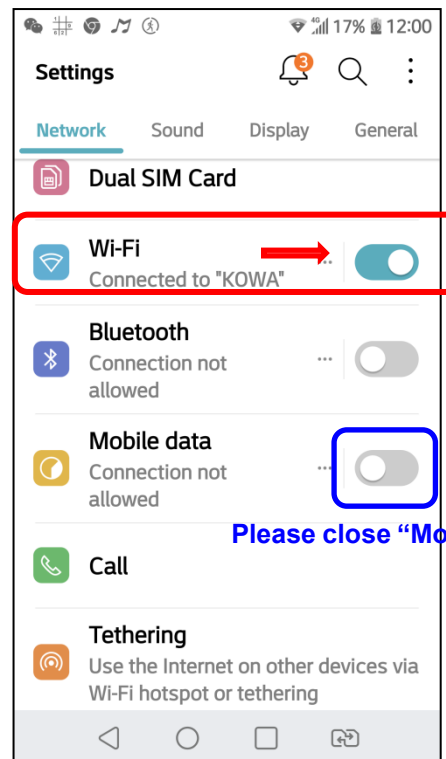 4G 17% 12:00
Settings 3
Network Sound Display General
Dual SIM Card
Wi-Fi
Connected to "KOWA"
Bluetooth
Connection not
allowed
Mobile data
Connection not
allowed
Please close “Mo
Call
Tethering
Use the Internet on other devices via
Wi-Fi hotspot or tethering